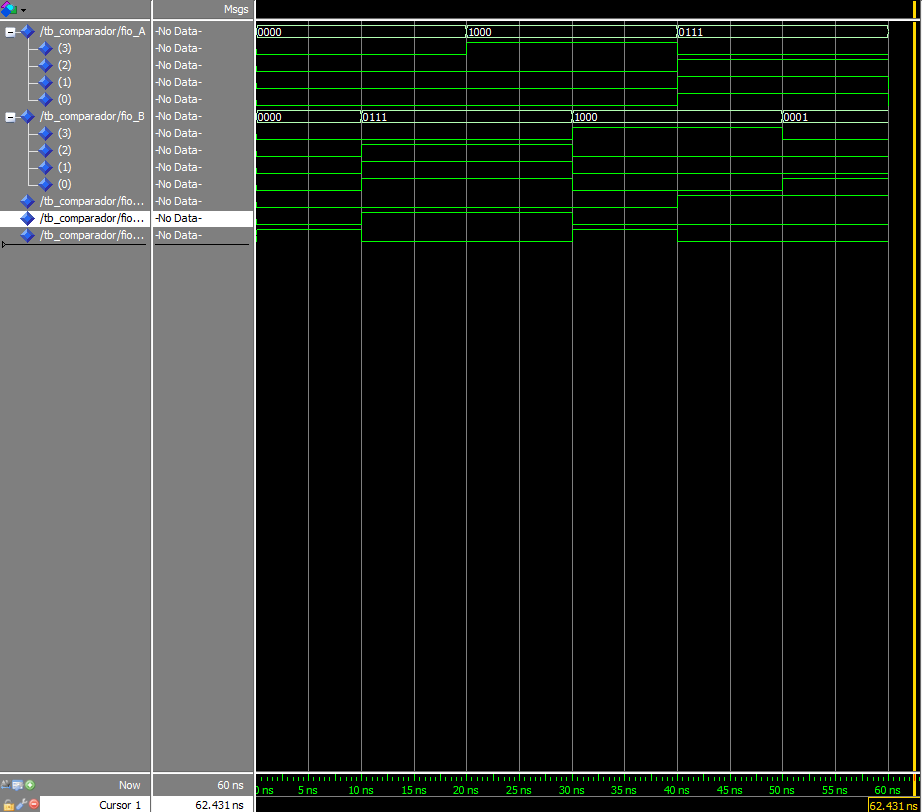 Msgs
/tb_comparador/fio_A -No Data- 0000 1000 0111
(3) -No Data-
(2) -No Data-
(1) -No Data-
(0) -No Data-
/tb_comparador/fio_B -No Data- 0000 0111 1000 0001
(3) -No Data-
(2) -No Data-
(1) -No Data-
(0) -No Data-
/tb_comparador/fio... -No Data-
/tb_comparador/fio... -No Data-
/tb_comparador/fio... -No Data-
Now 60 ns 0 ns 5 ns 10 ns 15 ns 20 ns 25 ns 30 ns 35 ns 40 ns 45 ns 50 ns 55 ns 60 ns
Cursor 1 62.431 ns 62.431 ns